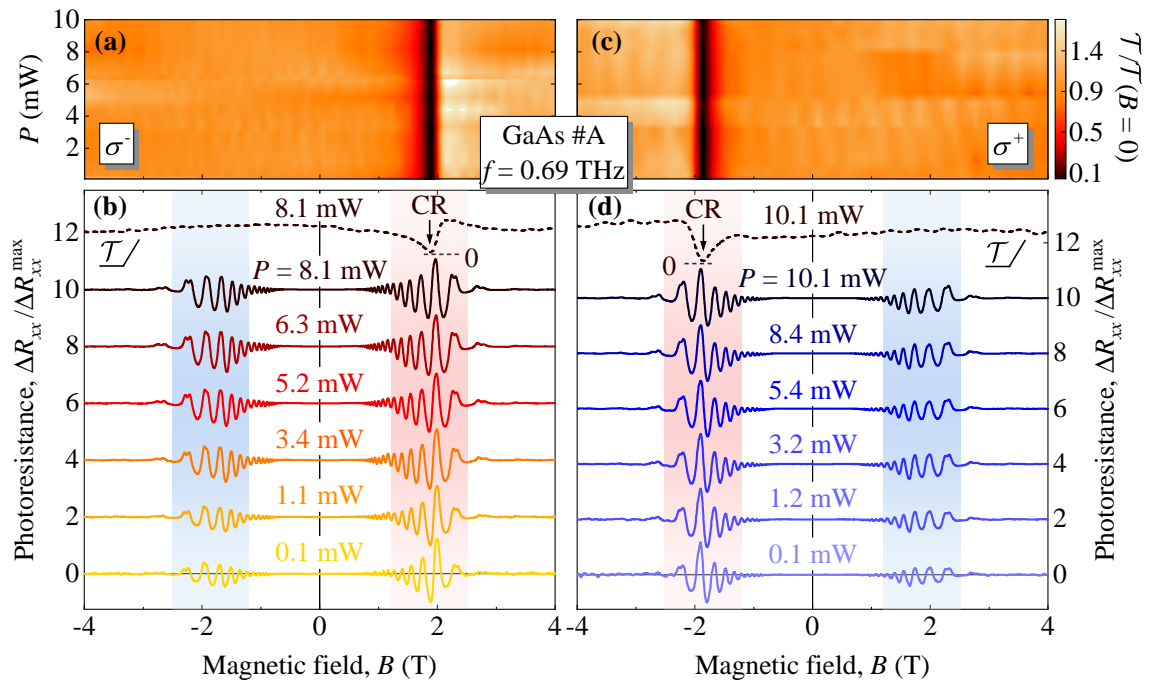 (a)
(c)
10
8
6
4
2
P (mW)
σ-
σ+
GaAs #A
f = 0.69 THz
1.4
0.9
0.5
0.1
𝒯/𝒯(B = 0)
(b)
8.1 mW
CR
0
𝒯
P = 8.1 mW
6.3 mW
5.2 mW
3.4 mW
1.1 mW
0.1 mW
12
10
8
6
4
2
0
Photoresistance, ΔRxx/ΔRxx^max
-4
-2
0
2
4
Magnetic field, B (T)
(d)
CR
10.1 mW
0
𝒯
P = 10.1 mW
8.4 mW
5.4 mW
3.2 mW
1.2 mW
0.1 mW
12
10
8
6
4
2
0
Photoresistance, ΔRxx/ΔRxx^max
-4
-2
0
2
4
Magnetic field, B (T)